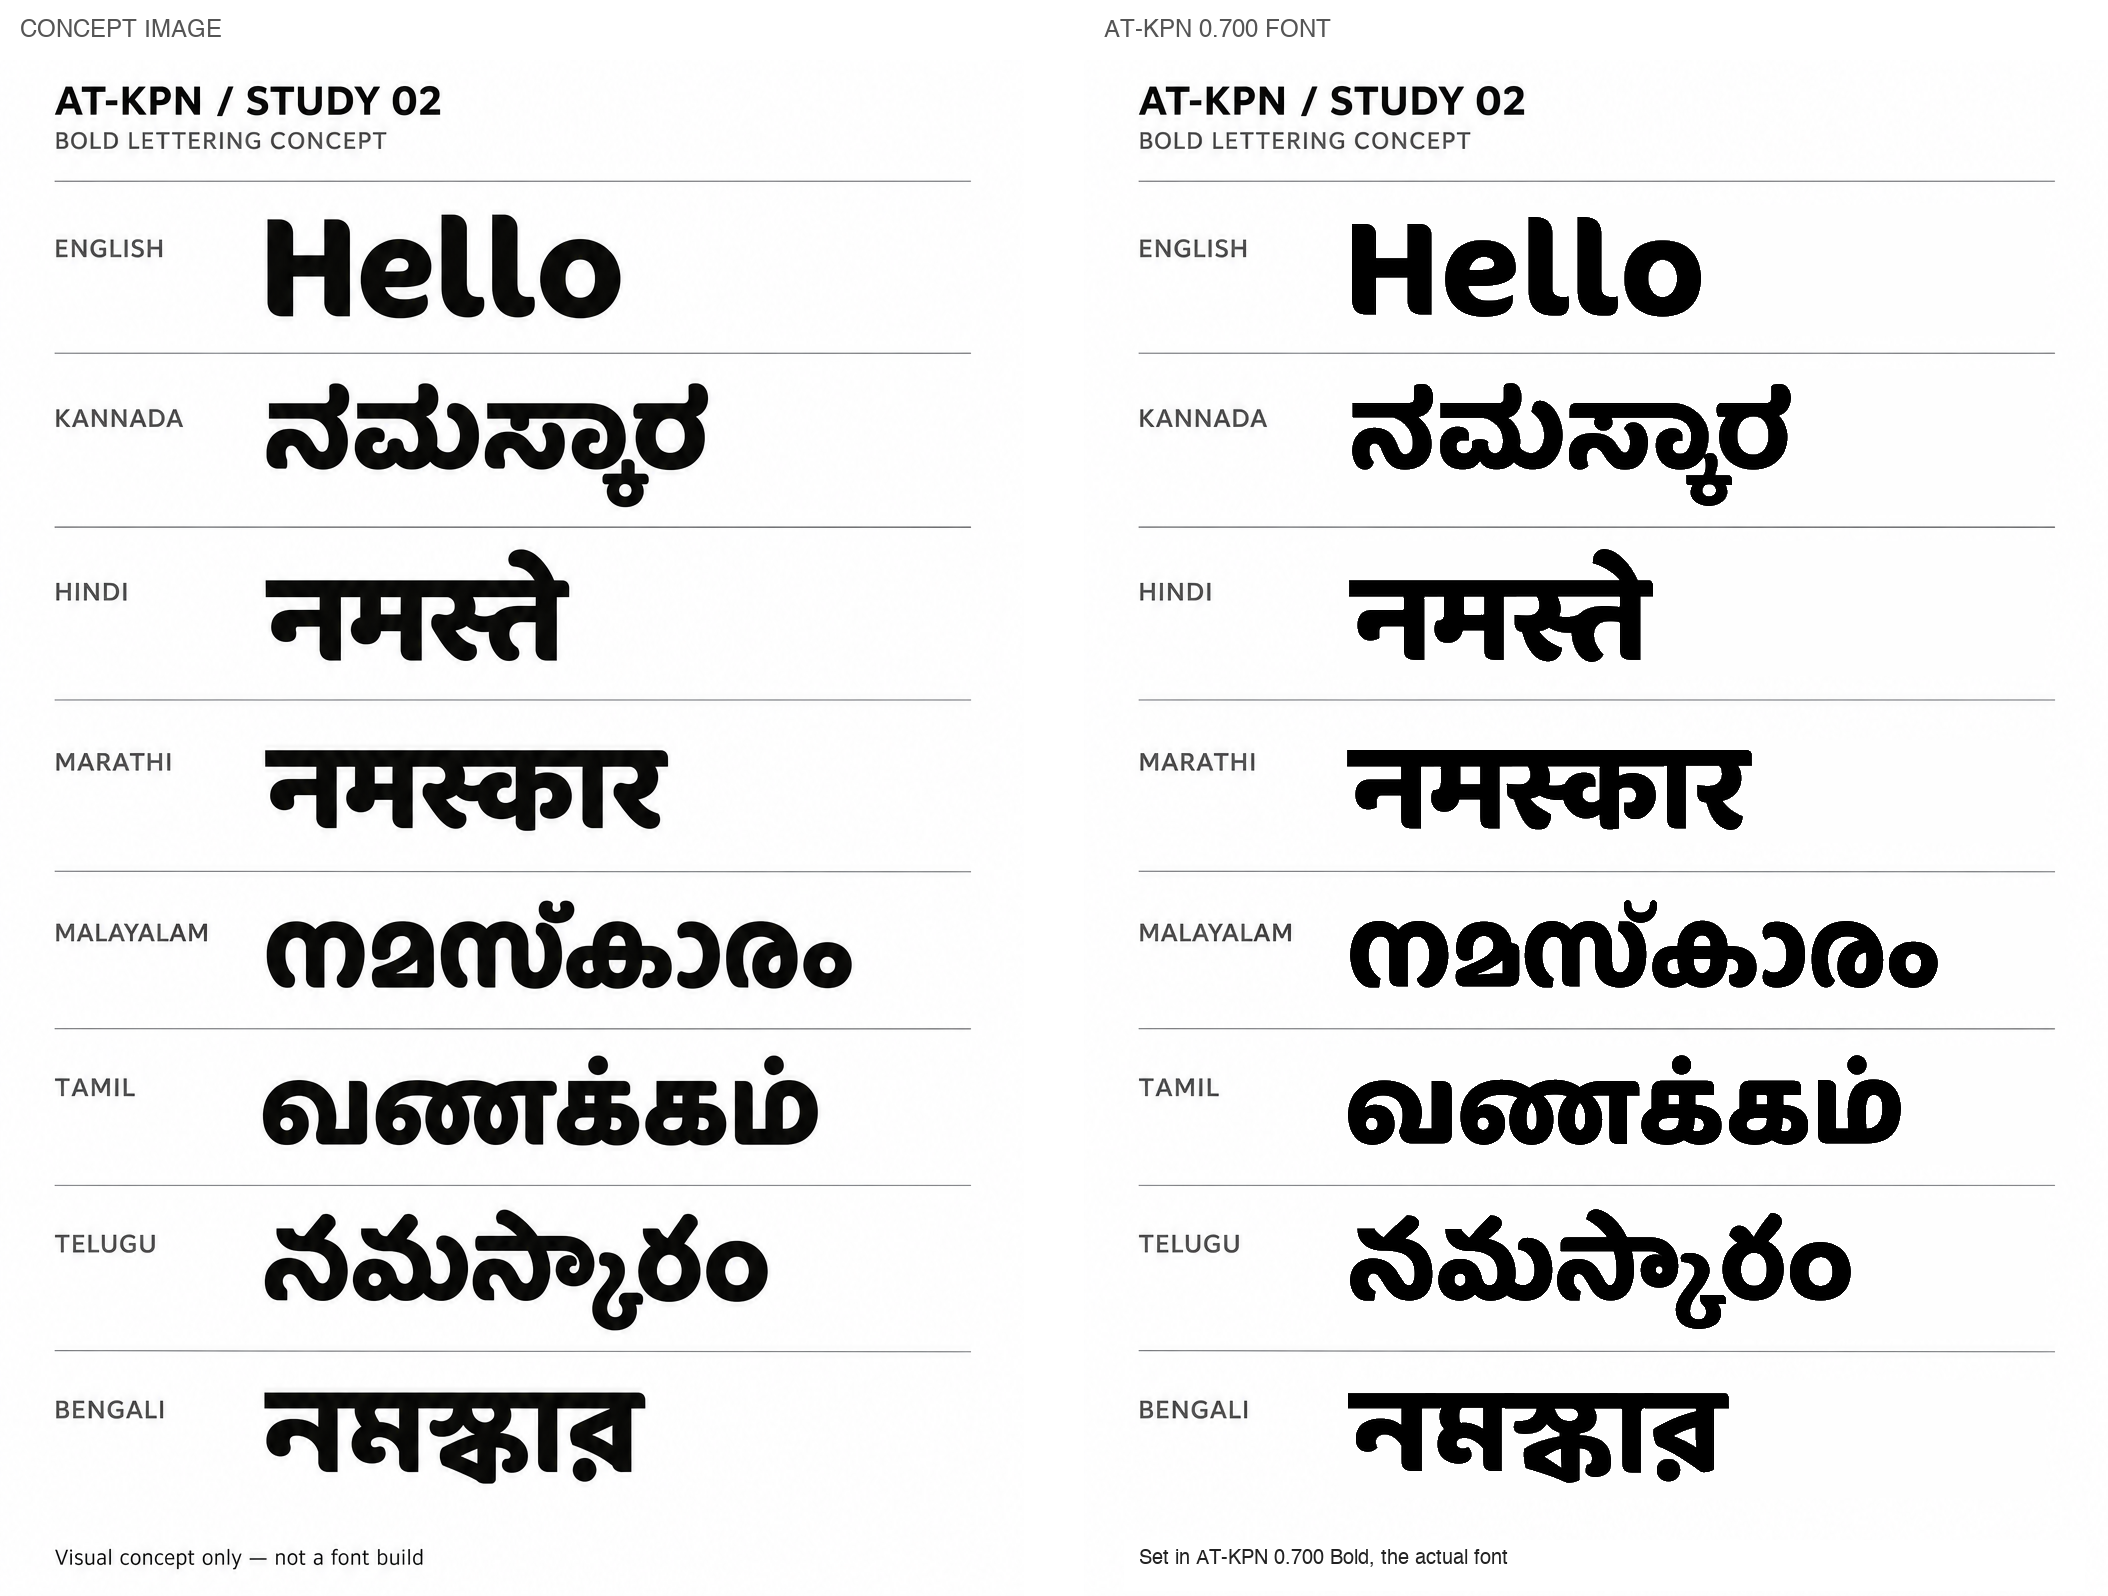 CONCEPT IMAGE
AT-KPN / STUDY 02
BOLD LETTERING CONCEPT
ENGLISH Hello
KANNADA ನಮಸ್ಕಾರ
HINDI नमस्ते
MARATHI नमस्कार
MALAYALAM നമസ്കാരം
TAMIL வணக்கம்
TELUGU నమస్కారం
BENGALI নমস্কার
Visual concept only — not a font build
AT-KPN 0.700 FONT
AT-KPN / STUDY 02
BOLD LETTERING CONCEPT
ENGLISH Hello
KANNADA ನಮಸ್ಕಾರ
HINDI नमस्ते
MARATHI नमस्कार
MALAYALAM നമസ്കാരം
TAMIL வணக்கம்
TELUGU నమస్కారం
BENGALI নমস্কার
Set in AT-KPN 0.700 Bold, the actual font